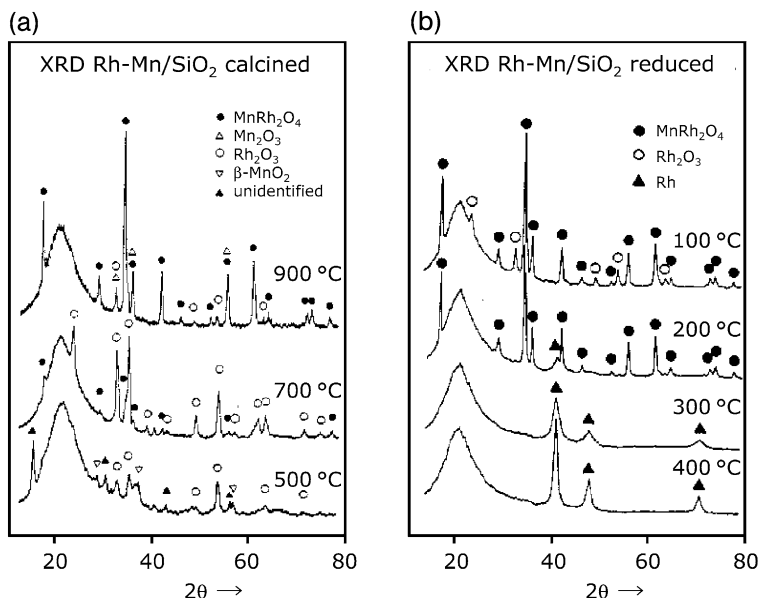 (a)
XRD Rh-Mn/SiO₂ calcined
MnRh₂O₄
Mn₂O₃
Rh₂O₃
β-MnO₂
unidentified
900 °C
700 °C
500 °C
20 40 60 80
2θ →
(b)
XRD Rh-Mn/SiO₂ reduced
MnRh₂O₄
Rh₂O₃
Rh
100 °C
200 °C
300 °C
400 °C
20 40 60 80
2θ →